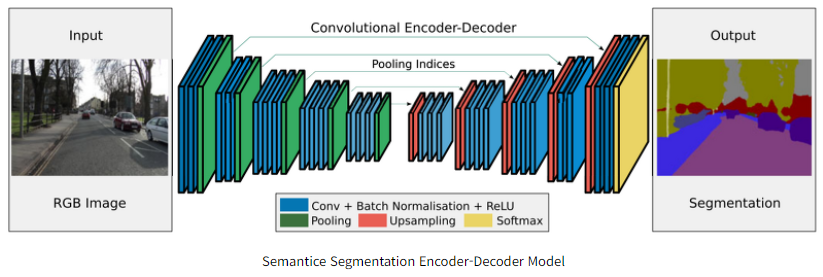 Input
Convolutional Encoder-Decoder
Output
Pooling Indices
RGB Image
Segmentation
Conv + Batch Normalisation + ReLU
Pooling Upsampling Softmax
Semantice Segmentation Encoder-Decoder Model